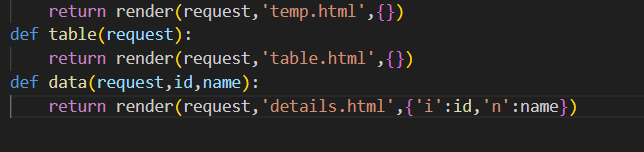 return render(request,'temp.html',{})
def table(request):
    return render(request,'table.html',{})
def data(request,id,name):
    return render(request,'details.html',{'i':id,'n':name})